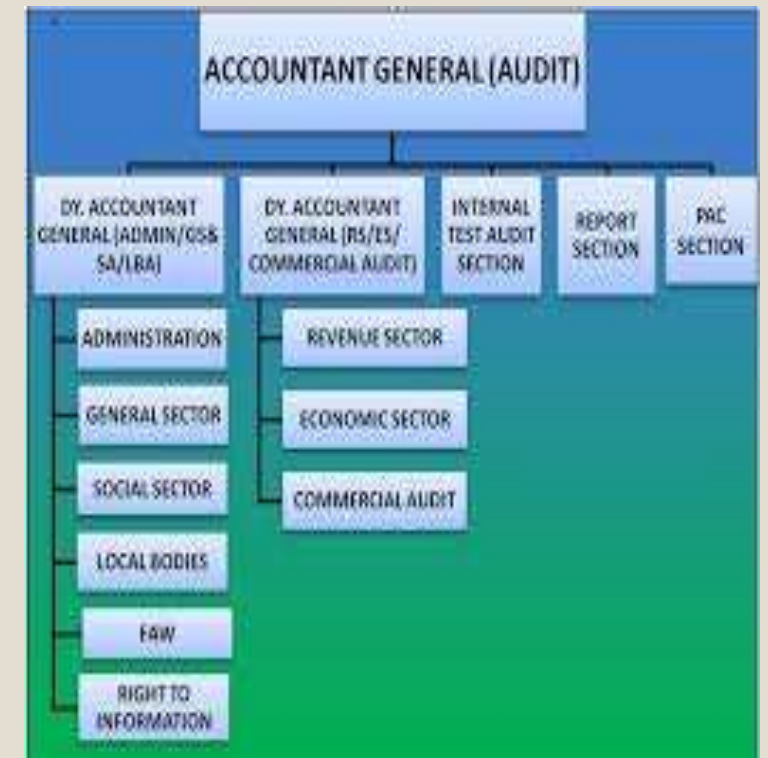 ACCOUNTANT GENERAL (AUDIT)
DY. ACCOUNTANT
GENERAL (ADMIN/GS&
SA/LBA)
DY. ACCOUNTANT
GENERAL (RS/ES/
COMMERCIAL AUDIT)
INTERNAL
TEST AUDIT
SECTION
REPORT
SECTION
PAC
SECTION
ADMINISTRATION
GENERAL SECTOR
SOCIAL SECTOR
LOCAL BODIES
EAW
RIGHT TO
INFORMATION
REVENUE SECTOR
ECONOMIC SECTOR
COMMERCIAL AUDIT